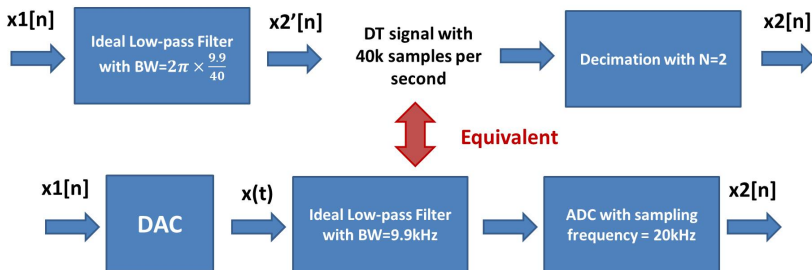 x1[n]
Ideal Low-pass Filter
with BW=2π × 9.9/40
x2'[n]
DT signal with
40k samples per
second
Decimation with N=2
x2[n]
Equivalent
x1[n]
DAC
x(t)
Ideal Low-pass Filter
with BW=9.9kHz
ADC with sampling
frequency = 20kHz
x2[n]